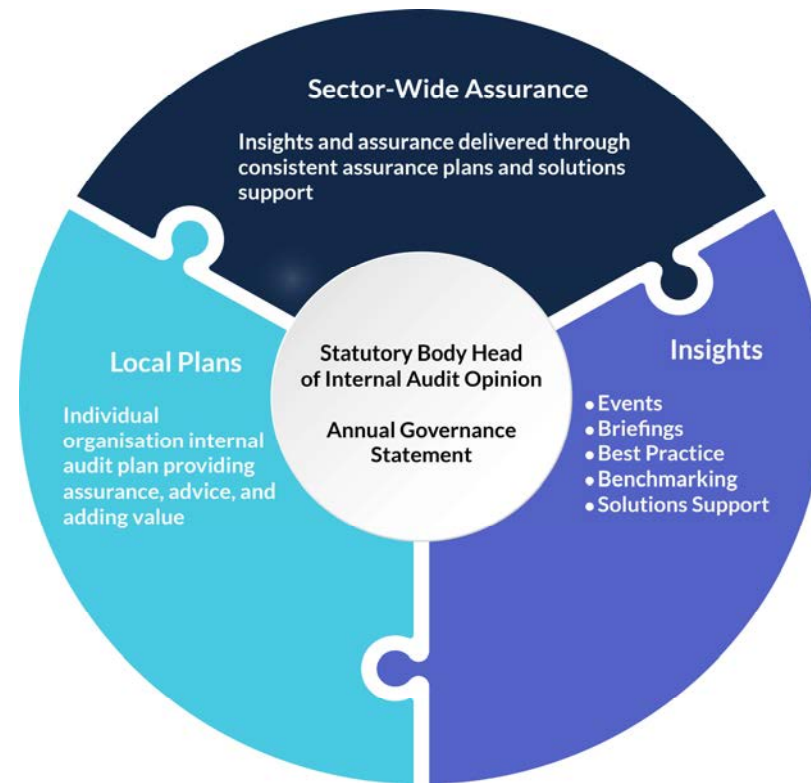 Sector-Wide Assurance
Insights and assurance delivered through
consistent assurance plans and solutions
support
Local Plans
Individual
organisation internal
audit plan providing
assurance, advice, and
adding value
Statutory Body Head
of Internal Audit Opinion
Annual Governance
Statement
Insights
• Events
• Briefings
• Best Practice
• Benchmarking
• Solutions Support